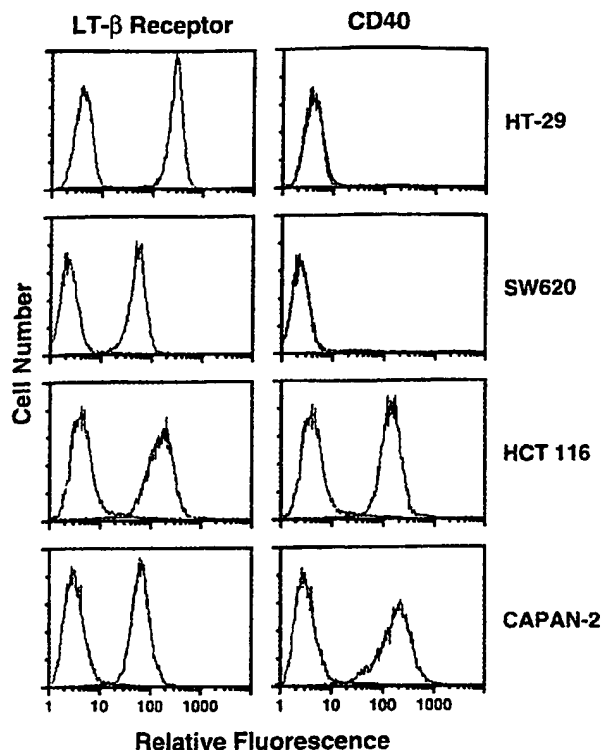 LT-β Receptor
CD40
HT-29
SW620
HCT 116
CAPAN-2
Cell Number
1 10 100 1000
1 10 100 1000
Relative Fluorescence